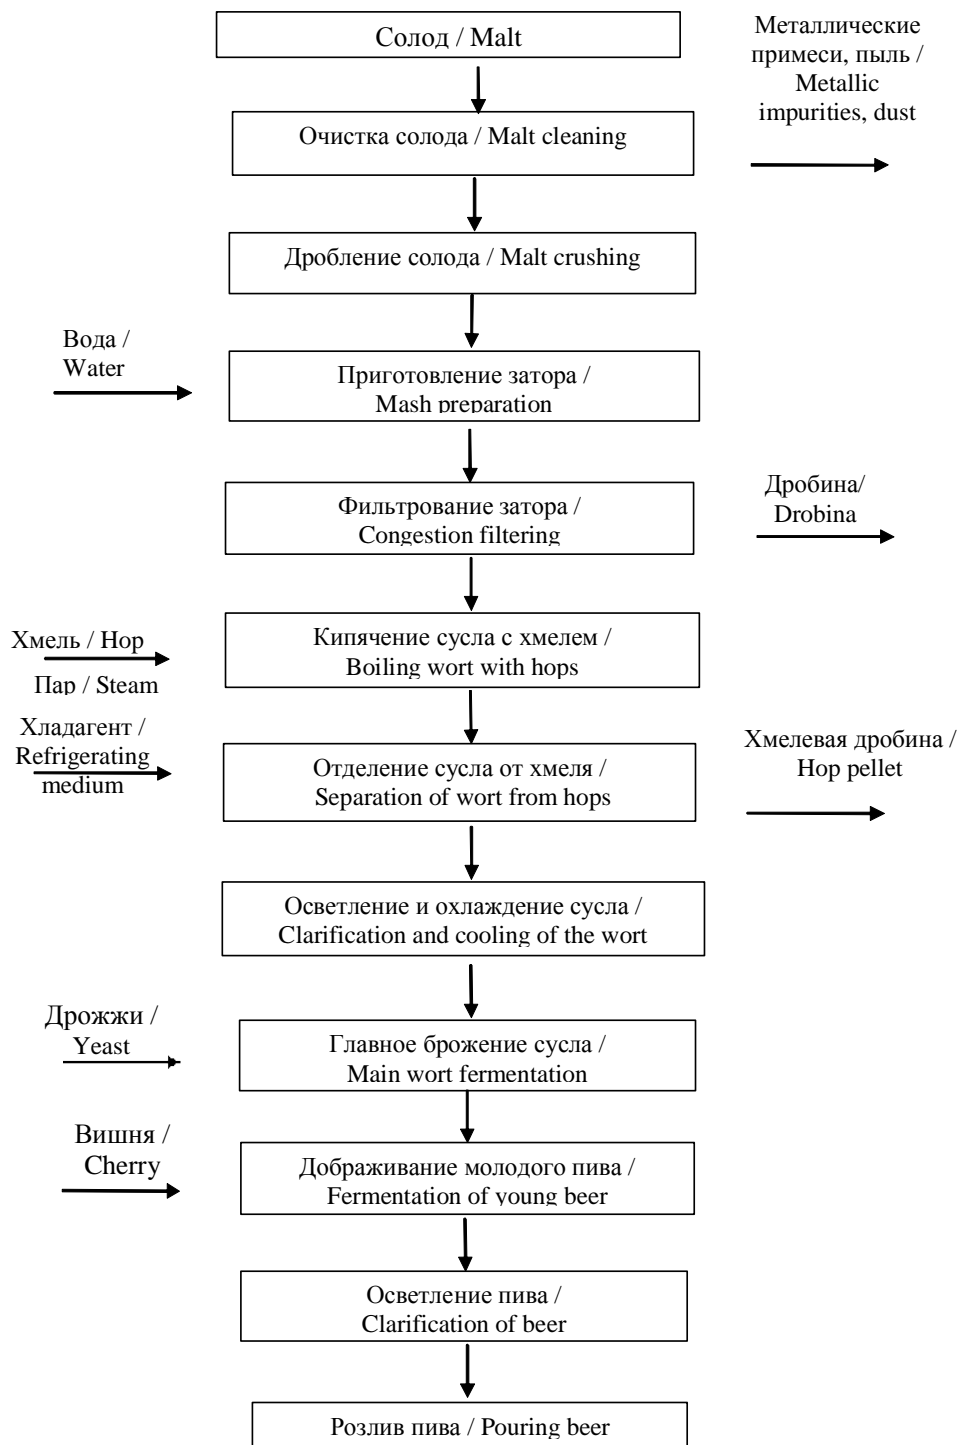 Солод / Malt
Металлические
примеси, пыль /
Metallic
impurities, dust
Очистка солода / Malt cleaning
Дробление солода / Malt crushing
Вода /
Water
Приготовление затора /
Mash preparation
Фильтрование затора /
Congestion filtering
Дробина/
Drobina
Хмель / Hop
Пар / Steam
Кипячение сусла с хмелем /
Boiling wort with hops
Хладагент /
Refrigerating
medium
Отделение сусла от хмеля /
Separation of wort from hops
Хмелевая дробина /
Hop pellet
Осветление и охлаждение сусла /
Clarification and cooling of the wort
Дрожжи /
Yeast
Главное брожение сусла /
Main wort fermentation
Вишня /
Cherry
Дображивание молодого пива /
Fermentation of young beer
Осветление пива /
Clarification of beer
Розлив пива / Pouring beer